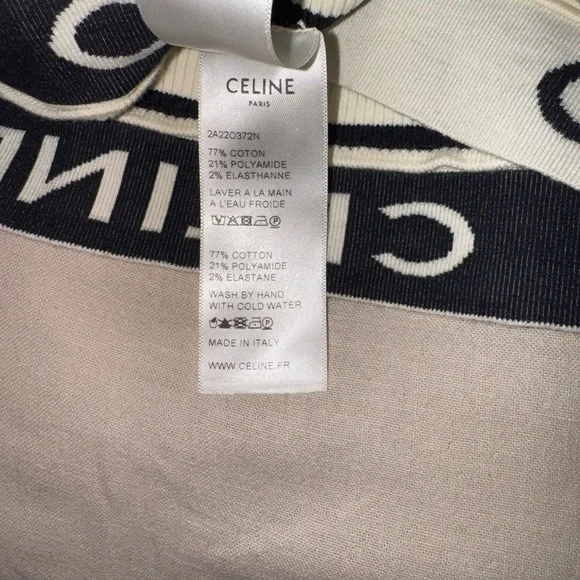 CELINE
PARIS
2A22O372N
77% COTON
21% POLYAMIDE
2% ELASTHANNE
LAVER A LA MAIN
A L'EAU FROIDE
77% COTTON
21% POLYAMIDE
2% ELASTANE
WASH BY HAND
WITH COLD WATER
MADE IN ITALY
WWW.CELINE.FR